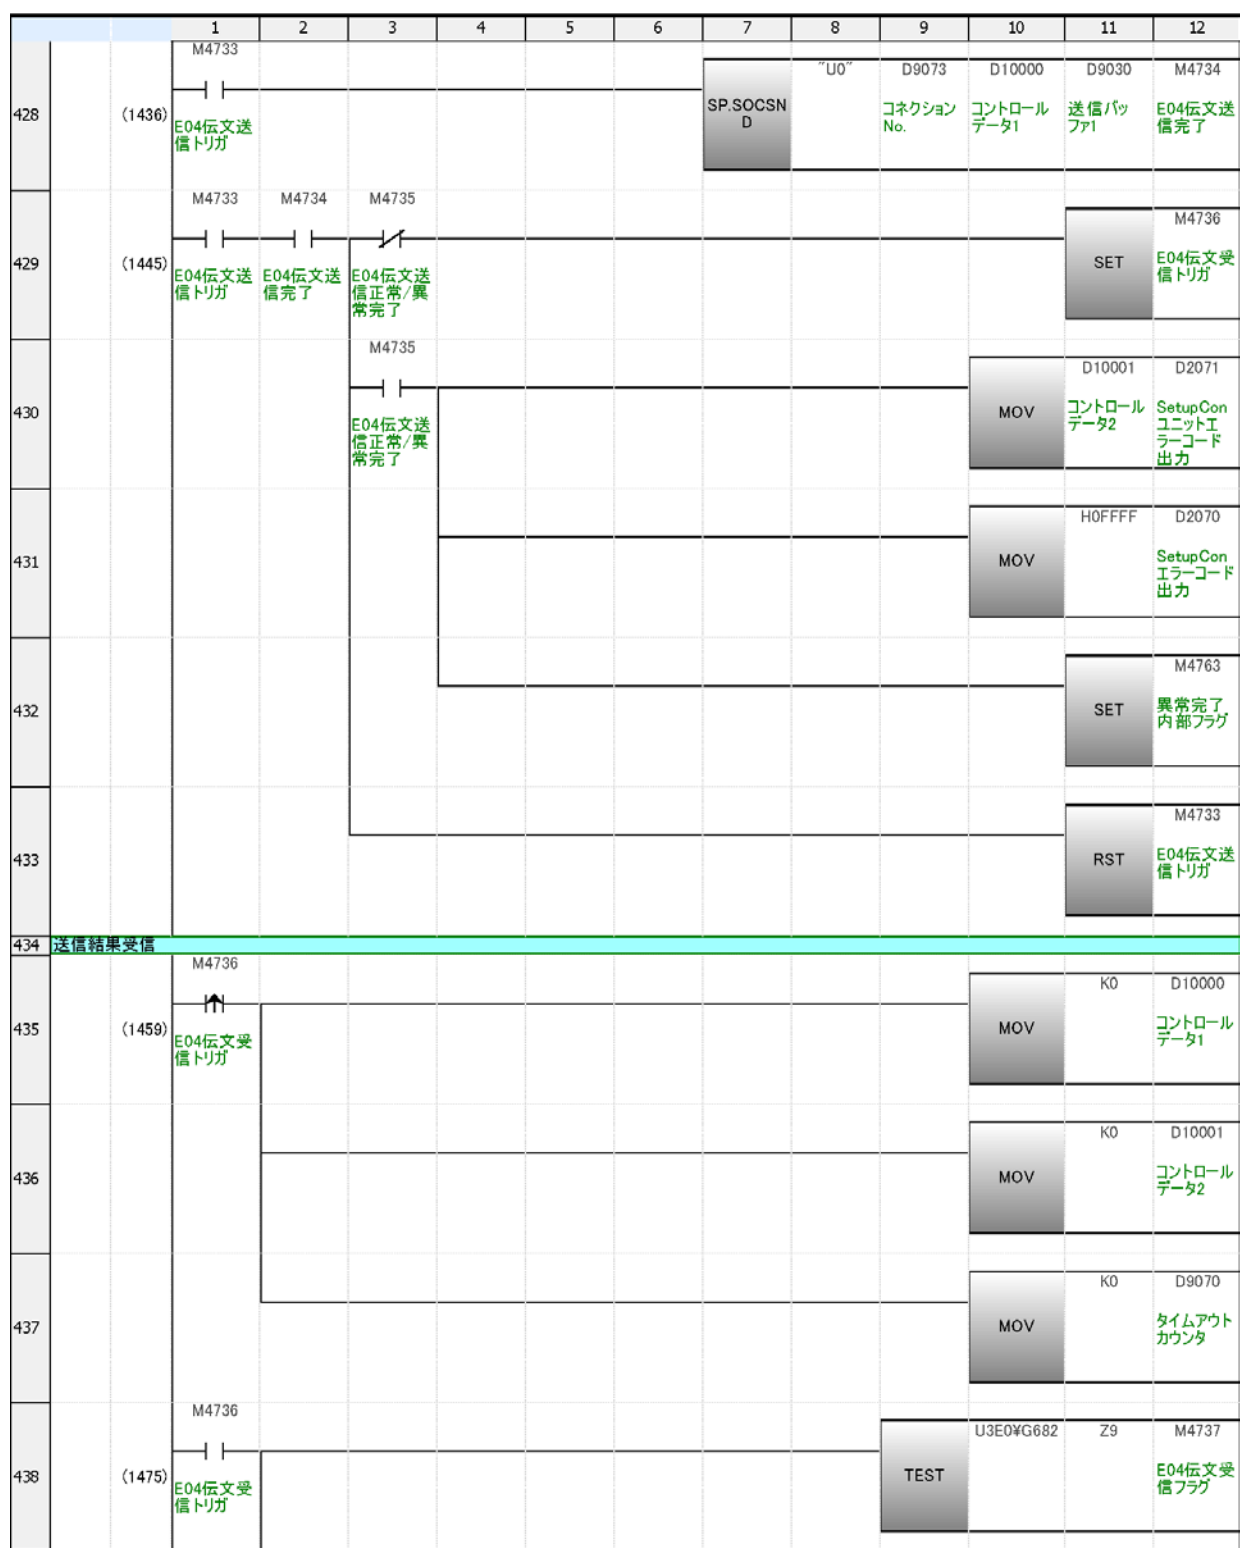 1 2 3 4 5 6 7 8 9 10 11 12
M4733
"U0" D9073 D10000 D9030 M4734
428 (1436) SP.SOCSN
D
コネクション
No.
コントロール
データ1
送信バッ
ファ1
E04伝文送
信完了
E04伝文送
信トリガ
M4733 M4734 M4735
M4736
429 (1445) SET
E04伝文受
信トリガ
E04伝文送
信トリガ
E04伝文送
信完了
E04伝文送
信正常/異
常完了
M4735
D10001 D2071
430 MOV
コントロール
データ2
SetupCon
ユニットエ
ラーコード
出力
E04伝文送
信正常/異
常完了
H0FFFF D2070
431 MOV
SetupCon
エラーコード
出力
M4763
432 SET
異常完了
内部フラグ
M4733
433 RST
E04伝文送
信トリガ
434 送信結果受信
M4736
K0 D10000
435 (1459) MOV
コントロール
データ1
E04伝文受
信トリガ
K0 D10001
436 MOV
コントロール
データ2
K0 D9070
437 MOV
タイムアウト
カウンタ
M4736
U3E0¥G682 Z9 M4737
438 (1475) TEST
E04伝文受
信フラグ
E04伝文受
信トリガ